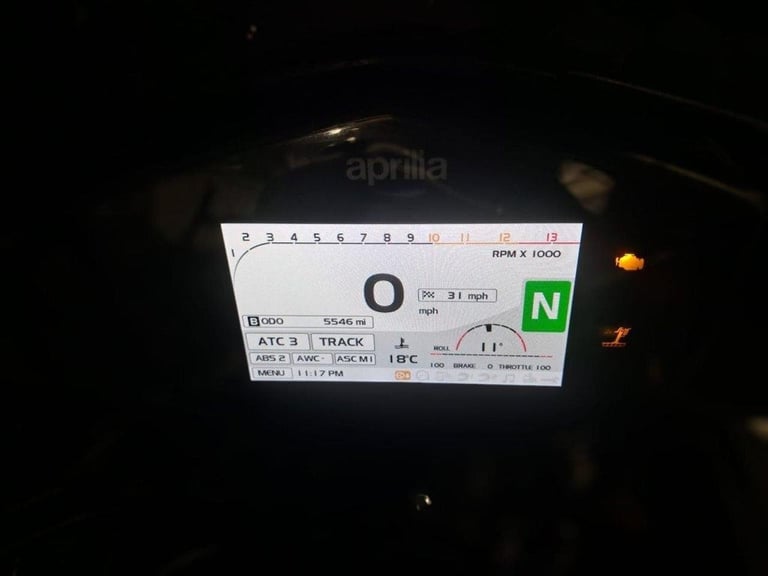 aprilia
1 2 3 4 5 6 7 8 9 10 11 12 13
RPM X 1000
0 31 mph
mph
N
B ODO 5546 mi
ATC 3 TRACK
ROLL 11°
ABS 2 AWC - ASC M1 18°C
100 BRAKE 0 THROTTLE 100
MENU 11:17 PM